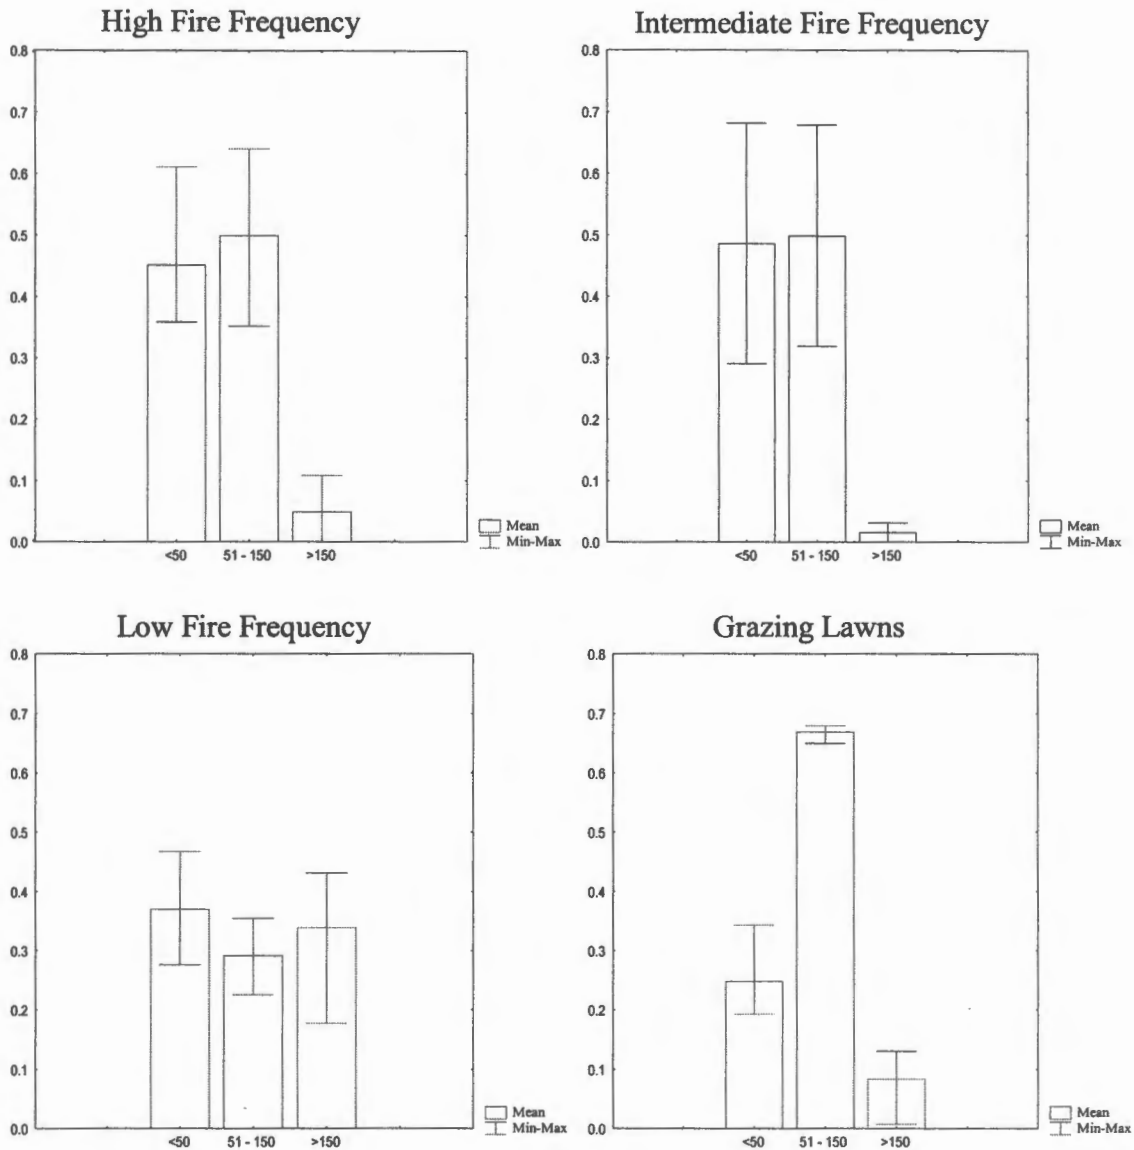 High Fire Frequency
0.8
0.7
0.6
0.5
0.4
0.3
0.2
0.1
0.0
<50 51 - 150 >150
Mean
Min-Max
Intermediate Fire Frequency
0.8
0.7
0.6
0.5
0.4
0.3
0.2
0.1
0.0
<50 51 - 150 >150
Mean
Min-Max
Low Fire Frequency
0.8
0.7
0.6
0.5
0.4
0.3
0.2
0.1
0.0
<50 51 - 150 >150
Mean
Min-Max
Grazing Lawns
0.8
0.7
0.6
0.5
0.4
0.3
0.2
0.1
0.0
<50 51 - 150 >150
Mean
Min-Max